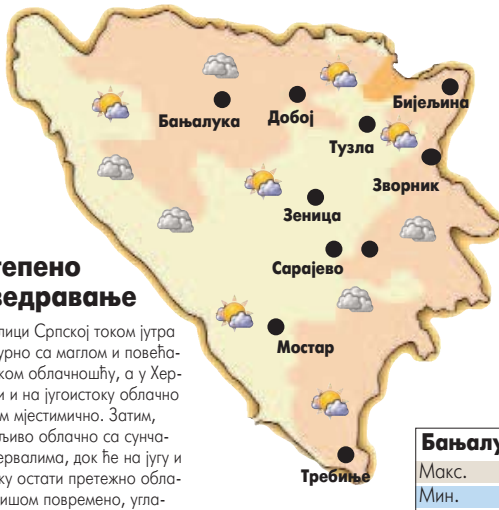 Бањалука
Добој
Бијељина
Тузла
Зворник
Зеница
Сарајево
Мостар
Требиње
тепено
ведравање
лици Српској током јутра
урно са маглом и повећа-
ком облачношћу, а у Хер-
и и на југоистоку облачно
м мјестимично. Затим,
љиво облачно са сунча-
ервалима, док ће на југу и
ку остати претежно обла-
ишом повремено, угла-
Бањалу
Макс.
Мин.